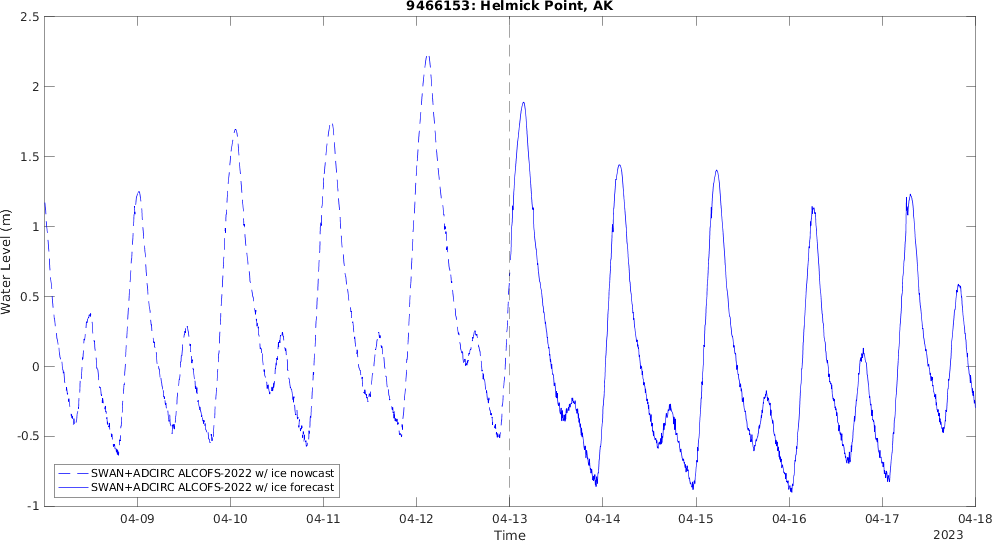 9466153: Helmick Point, AK
2.5
2
1.5
1
0.5
0
-0.5
-1
Water Level (m)
SWAN+ADCIRC ALCOFS-2022 w/ ice nowcast
SWAN+ADCIRC ALCOFS-2022 w/ ice forecast
04-09 04-10 04-11 04-12 04-13 04-14 04-15 04-16 04-17 04-18
Time
2023